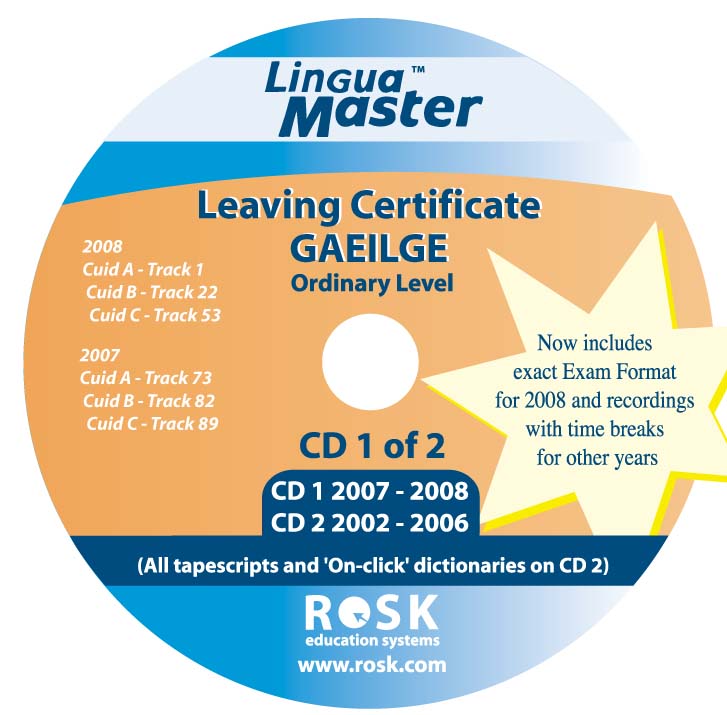 Lingua™
Master
Leaving Certificate
GAEILGE
Ordinary Level
2008
Cuid A - Track 1
Cuid B - Track 22
Cuid C - Track 53
2007
Cuid A - Track 73
Cuid B - Track 82
Cuid C - Track 89
Now includes
exact Exam Format
for 2008 and recordings
with time breaks
for other years
CD 1 of 2
CD 1 2007 - 2008
CD 2 2002 - 2006
(All tapescripts and 'On-click' dictionaries on CD 2)
ROSK
education systems
www.rosk.com